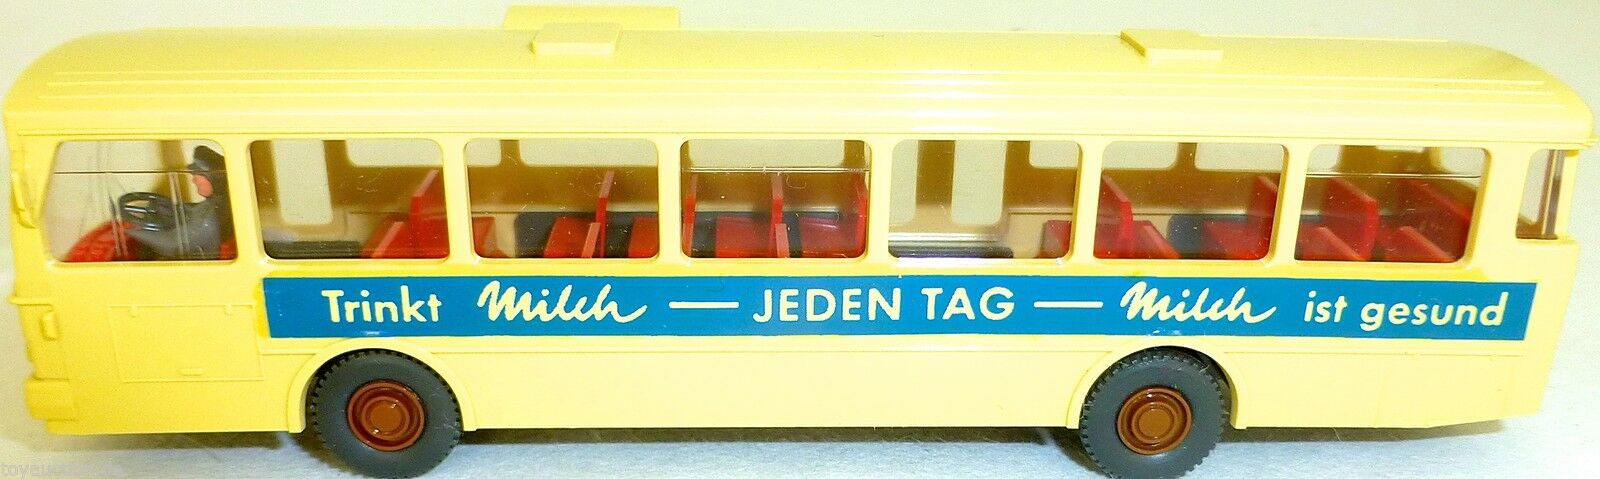 Trinkt Milch — JEDEN TAG — Milch ist gesund